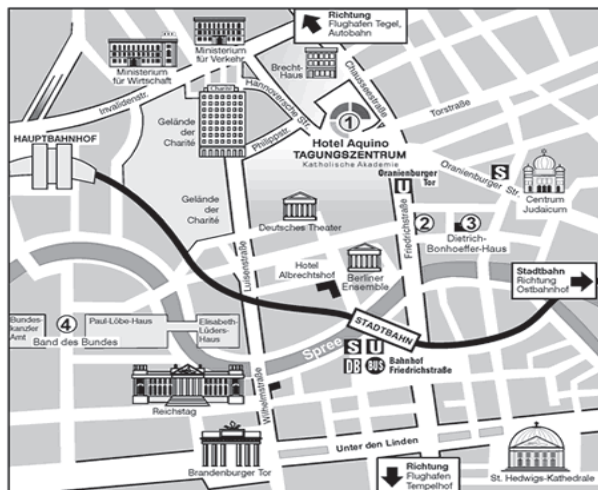 Richtung
Flughafen Tegel,
Autobahn
Ministerium
für Verkehr
Ministerium
für Wirtschaft
Brecht-
Haus
Chausseestraße
Invalidenstr.
Charité
Hannoversche Str.
Torstraße
HAUPTBAHNHOF
Gelände
der
Charité
Philippstr.
1
Hotel Aquino
TAGUNGSZENTRUM
Katholische Akademie
Oranienburger
Tor
U
Oranienburger Str.
S
Centrum
Judaicum
Gelände
der
Charité
Deutsches Theater
Friedrichstraße
2
3
Dietrich-
Bonhoeffer-Haus
Luisenstraße
Hotel
Albrechtshof
Berliner
Ensemble
Stadtbahn
Richtung
Ostbahnhof
Bundes-
kanzler
Amt
4
Paul-Löbe-Haus
Elisabeth-
Lüders-
Haus
Band des Bundes
STADTBAHN
Spree
S U
DB BUS
Bahnhof
Friedrichstraße
Reichstag
Wilhelmstraße
Unter den Linden
Brandenburger Tor
Richtung
Flughafen
Tempelhof
St. Hedwigs-Kathedrale